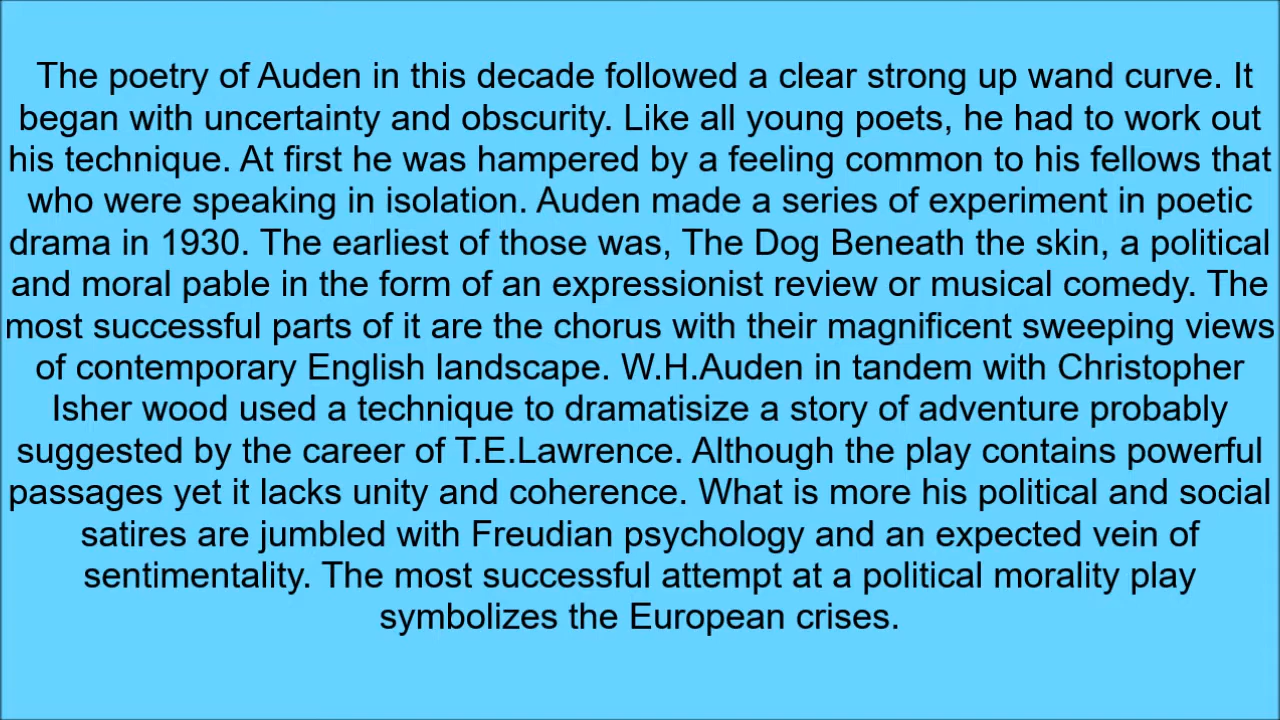 The poetry of Auden in this decade followed a clear strong up wand curve. It
began with uncertainty and obscurity. Like all young poets, he had to work out
his technique. At first he was hampered by a feeling common to his fellows that
who were speaking in isolation. Auden made a series of experiment in poetic
drama in 1930. The earliest of those was, The Dog Beneath the skin, a political
and moral pable in the form of an expressionist review or musical comedy. The
most successful parts of it are the chorus with their magnificent sweeping views
of contemporary English landscape. W.H.Auden in tandem with Christopher
Isher wood used a technique to dramatisize a story of adventure probably
suggested by the career of T.E.Lawrence. Although the play contains powerful
passages yet it lacks unity and coherence. What is more his political and social
satires are jumbled with Freudian psychology and an expected vein of
sentimentality. The most successful attempt at a political morality play
symbolizes the European crises.